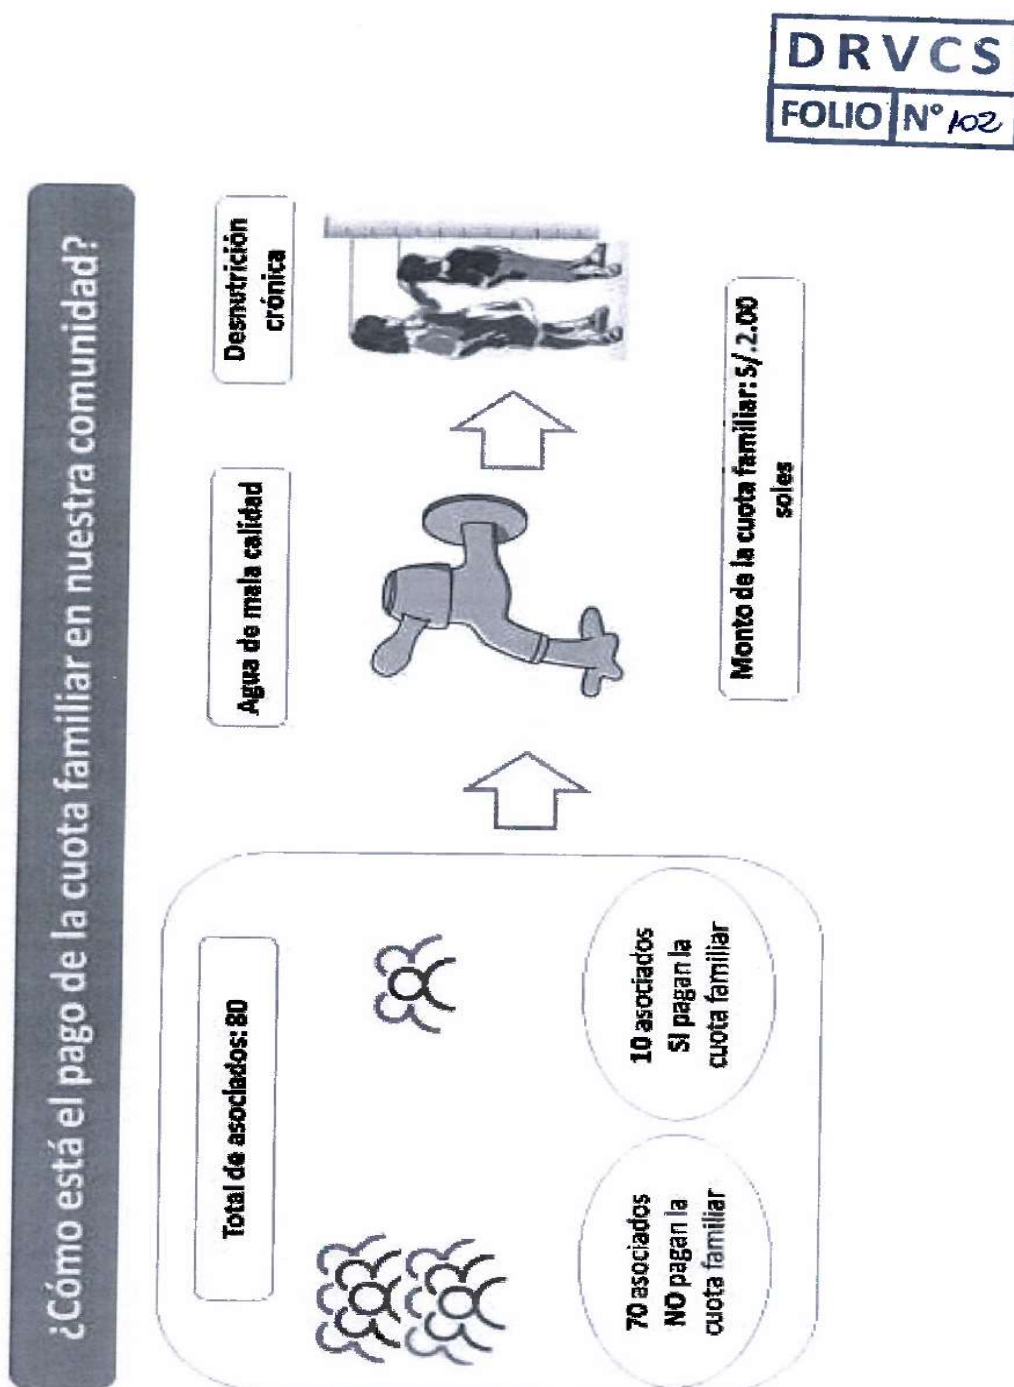 DRVCS
FOLIO N° 102
¿Cómo está el pago de la cuota familiar en nuestra comunidad?
Total de asociados: 80
70 asociados
NO pagan la
cuota familiar
10 asociados
SI pagan la
cuota familiar
Agua de mala calidad
Desnutrición
crónica
Monto de la cuota familiar: S/.2.00
soles